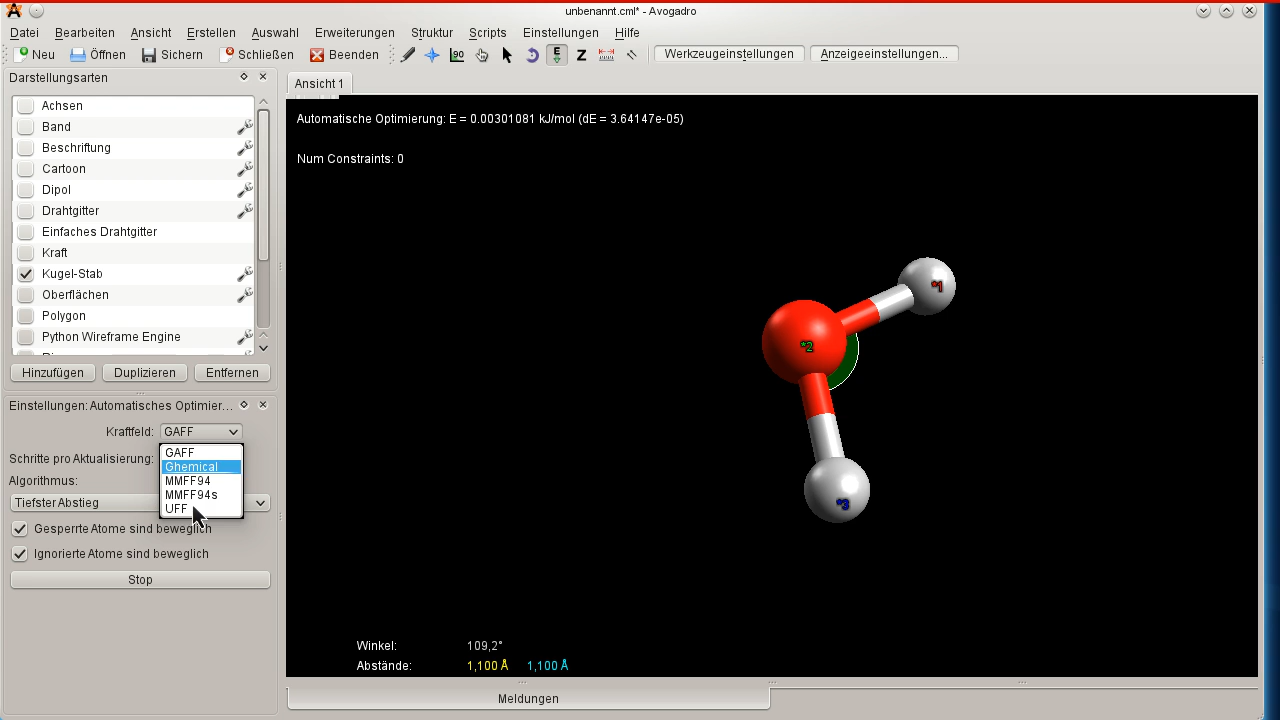 unbenannt.cml* - Avogadro
Datei Bearbeiten Ansicht Erstellen Auswahl Erweiterungen Struktur Scripts Einstellungen Hilfe
Neu Öffnen Sichern Schließen Beenden 90 E Z Werkzeugeinstellungen Anzeigeeinstellungen...
Darstellungsarten
Achsen
Band
Beschriftung
Cartoon
Dipol
Drahtgitter
Einfaches Drahtgitter
Kraft
Kugel-Stab
Oberflächen
Polygon
Python Wireframe Engine
Hinzufügen Duplizieren Entfernen
Einstellungen: Automatisches Optimier...
Kraftfeld: GAFF
GAFF
Ghemical
MMFF94
MMFF94s
UFF
Schritte pro Aktualisierung:
Algorithmus:
Tiefster Abstieg
Gesperrte Atome sind beweglich
Ignorierte Atome sind beweglich
Stop
Ansicht 1
Automatische Optimierung: E = 0.00301081 kJ/mol (dE = 3.64147e-05)
Num Constraints: 0
*1
*2
*3
Winkel: 109,2°
Abstände: 1,100 Å 1,100 Å
Meldungen